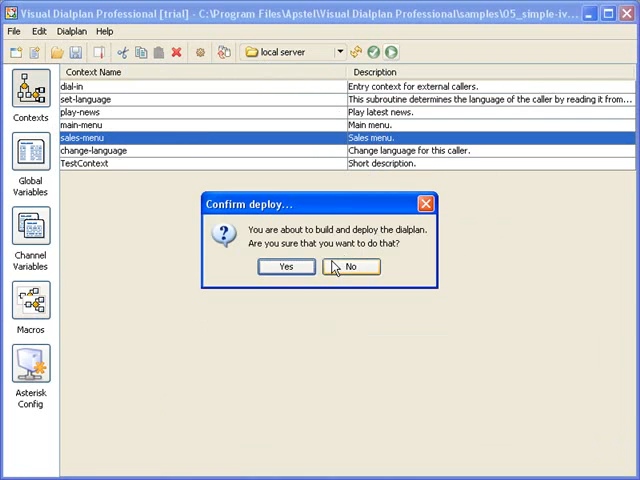 Visual Dialplan Professional [trial] - C:\Program Files\Apstel\Visual Dialplan Professional\samples\05_simple-iv...
File Edit Dialplan Help
local server
Context Name Description
dial-in Entry context for external callers.
set-language This subroutine determines the language of the caller by reading it from...
play-news Play latest news.
main-menu Main menu.
sales-menu Sales menu.
change-language Change language for this caller.
TestContext Short description.
Contexts
Global
Variables
Channel
Variables
Macros
Asterisk
Config
Confirm deploy...
You are about to build and deploy the dialplan.
Are you sure that you want to do that?
Yes No